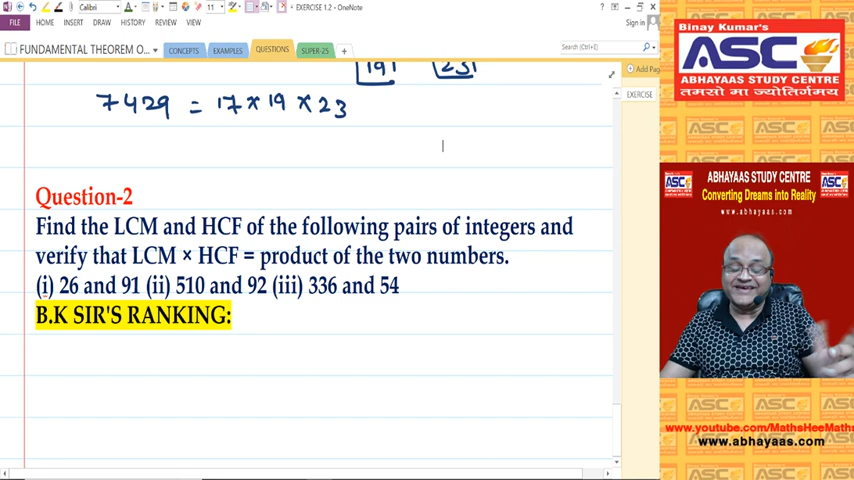 Calibri
11
EXERCISE 1.2 - OneNote
FILE
HOME
INSERT
DRAW
HISTORY
REVIEW
VIEW
Sign in
FUNDAMENTAL THEOREM O...
CONCEPTS
EXAMPLES
QUESTIONS
SUPER-25
Search (Ctrl+E)
Add Page
EXERCISE
19 23
7429 = 17 × 19 × 23
Question-2
Find the LCM and HCF of the following pairs of integers and
verify that LCM × HCF = product of the two numbers.
(i) 26 and 91 (ii) 510 and 92 (iii) 336 and 54
B.K SIR'S RANKING:
Binay Kumar's
ASC
ABHAYAAS STUDY CENTRE
तमसो मा ज्योतिर्गमय
ABHAYAAS STUDY CENTRE
Converting Dreams into Reality
www.abhayaas.com
www.youtube.com/MathsHeeMaths
www.abhayaas.com